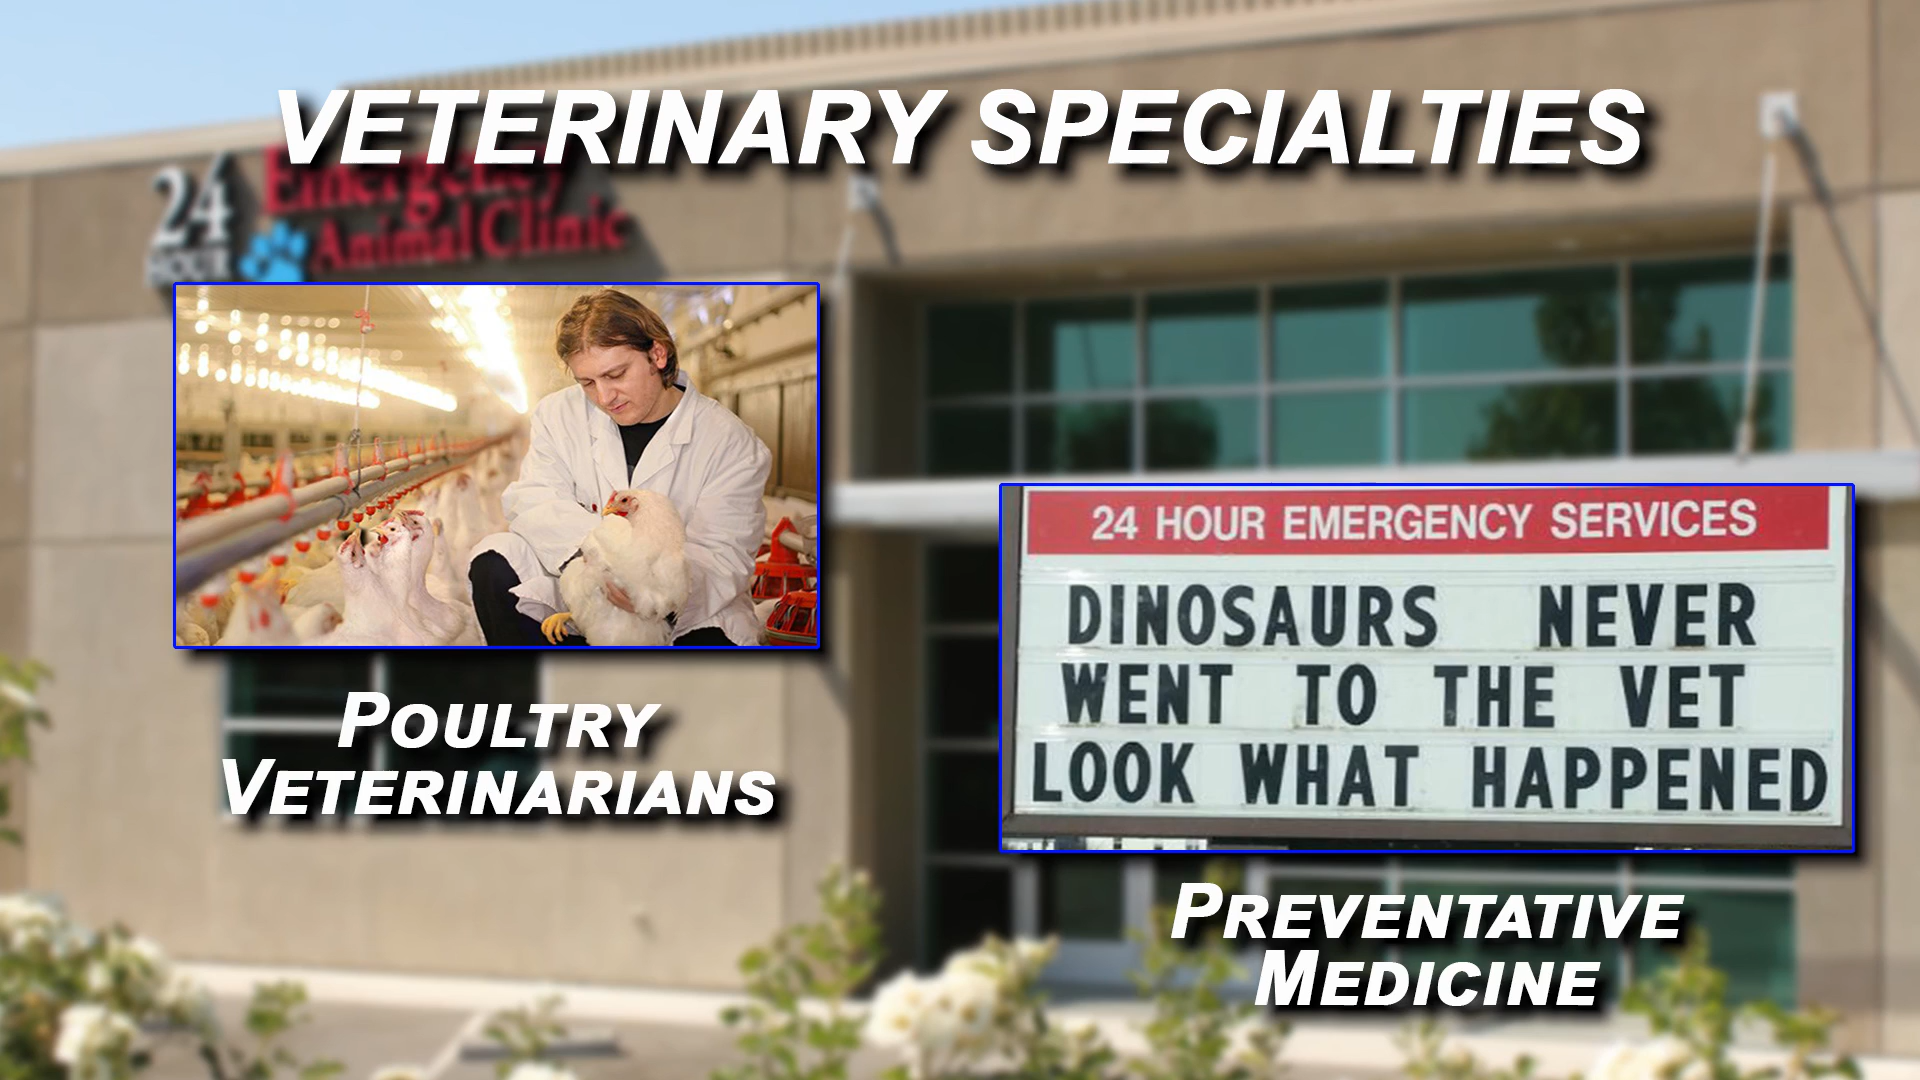 VETERINARY SPECIALTIES
24
HOUR
Emergency
Animal Clinic
POULTRY
VETERINARIANS
24 HOUR EMERGENCY SERVICES
DINOSAURS NEVER
WENT TO THE VET
LOOK WHAT HAPPENED
PREVENTATIVE
MEDICINE